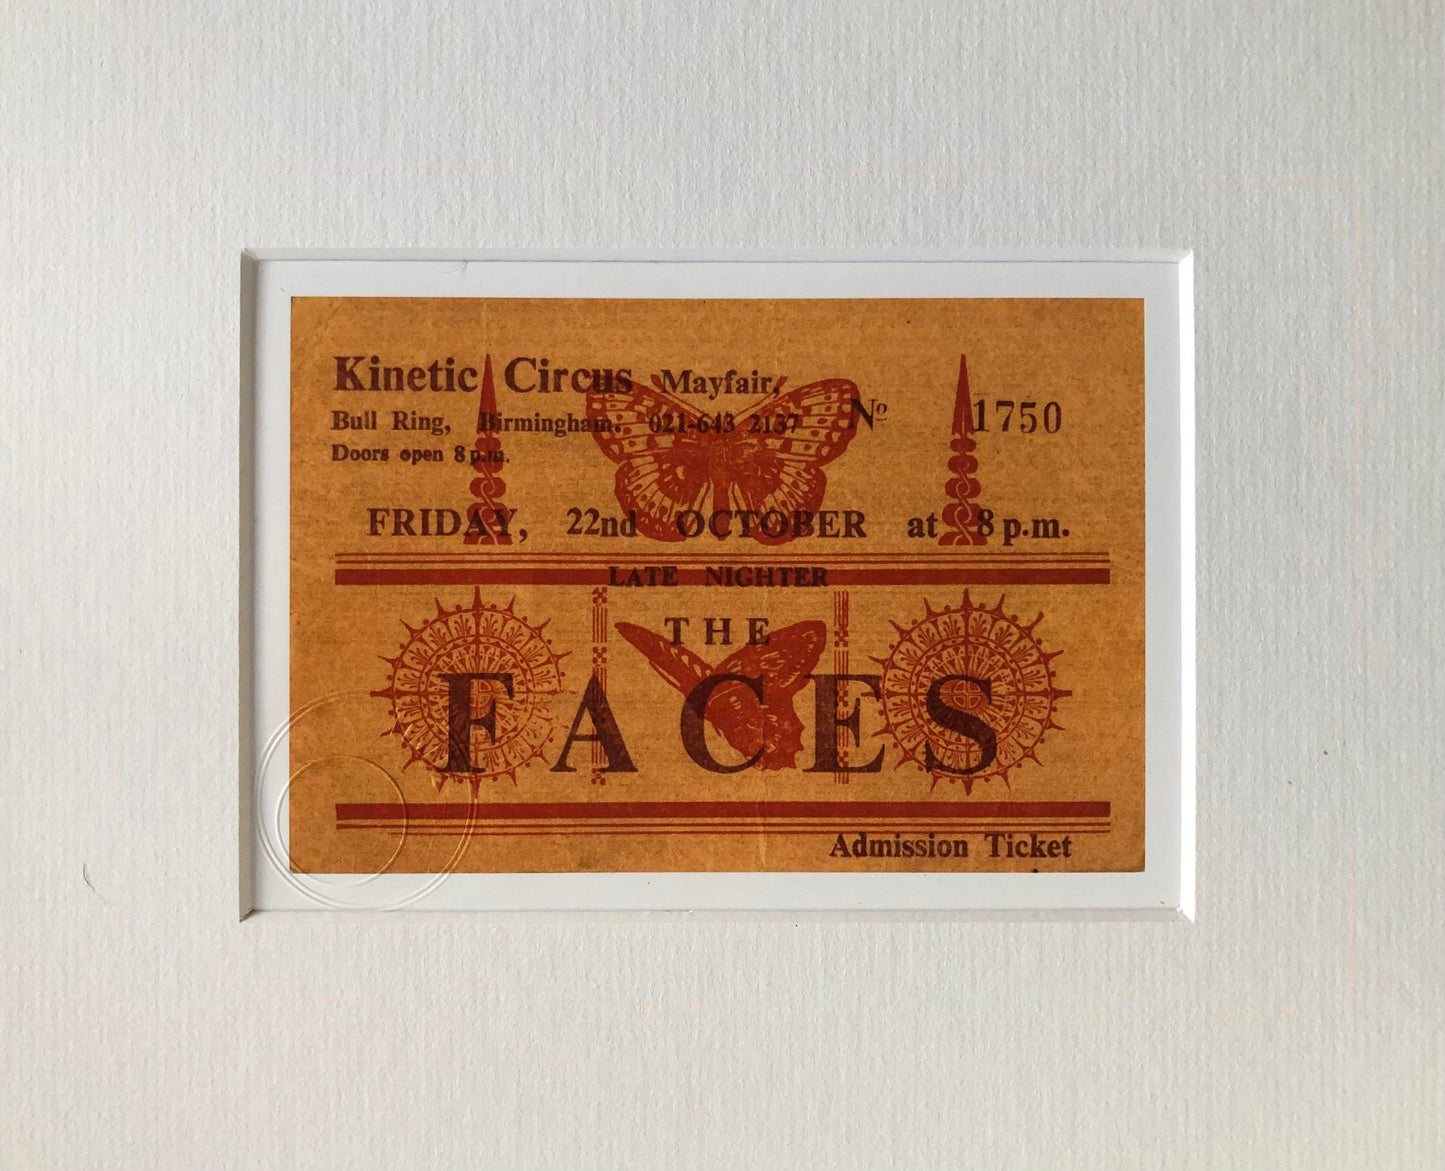 Kinetic Circus Mayfair,
Bull Ring, Birmingham. 021-643 2137 No 1750
Doors open 8 p.m.
FRIDAY, 22nd OCTOBER at 8 p.m.
LATE NIGHTER
THE
FACES
Admission Ticket